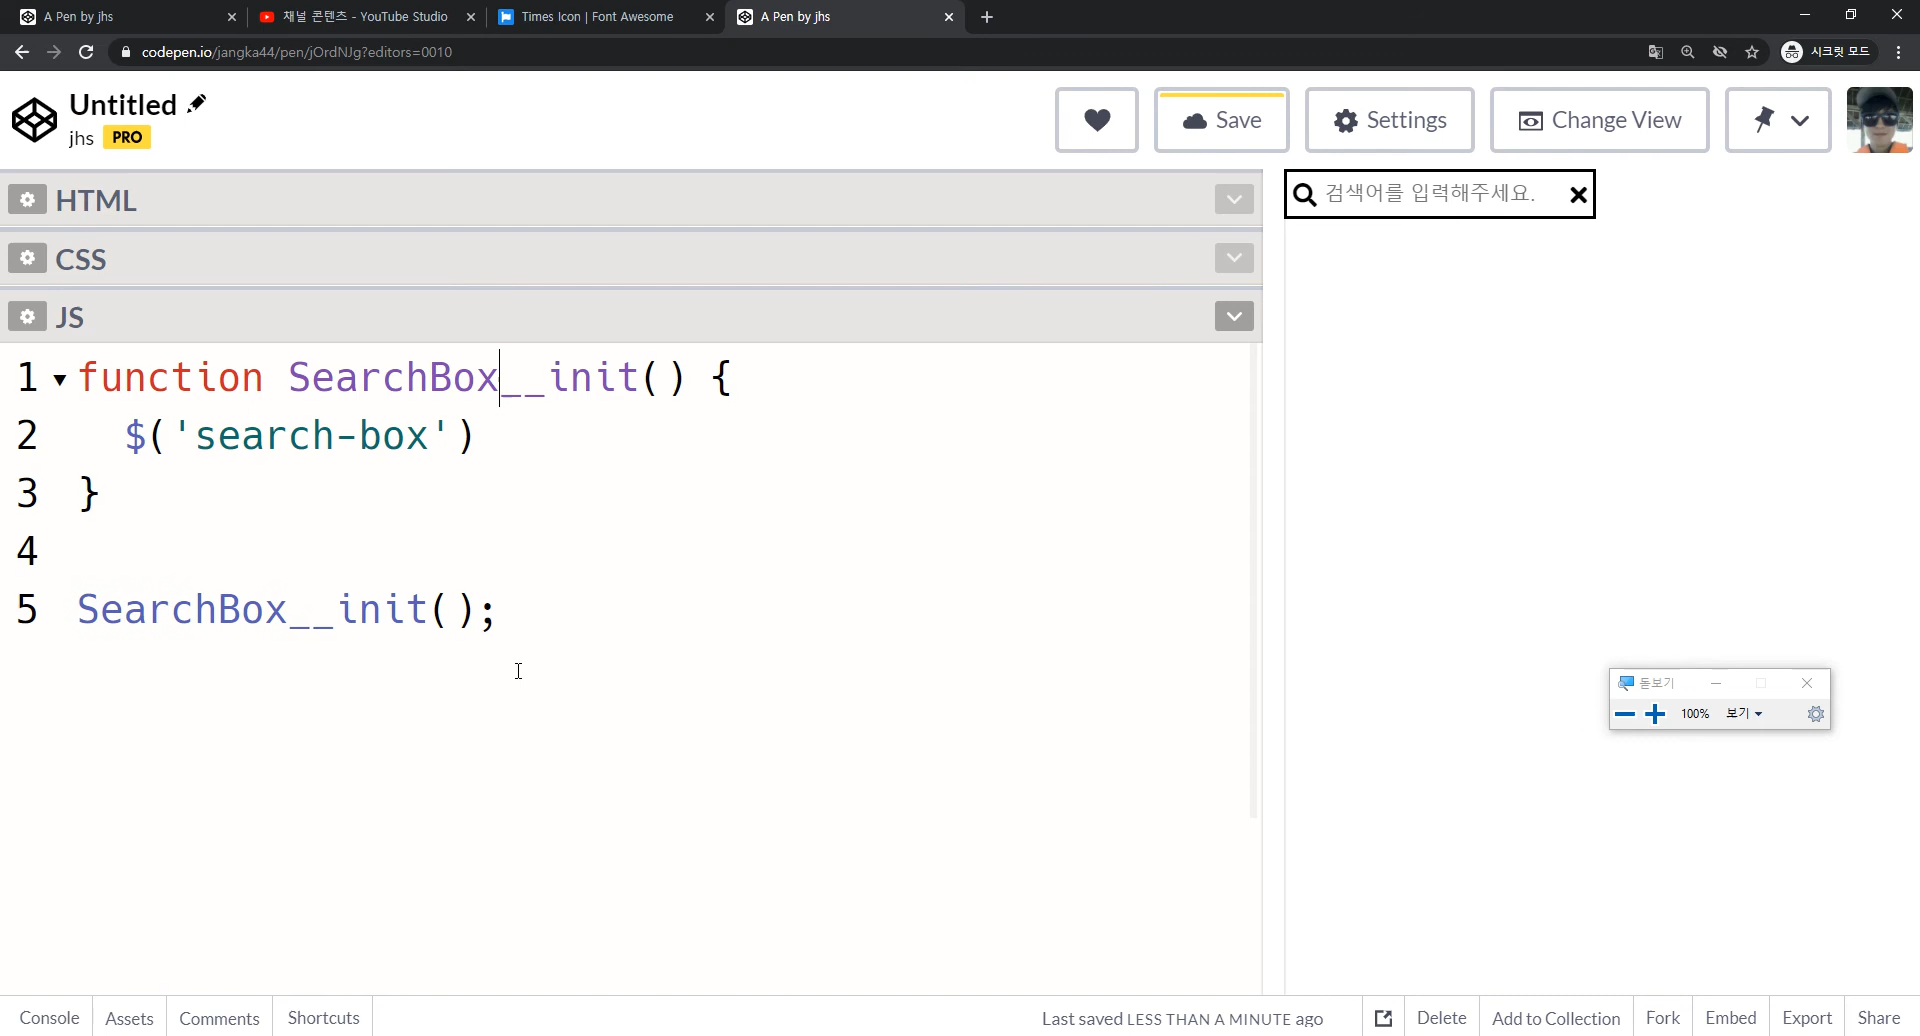 A Pen by jhs
채널 콘텐츠 - YouTube Studio
Times Icon | Font Awesome
A Pen by jhs
codepen.io/jangka44/pen/jOrdNJg?editors=0010
시크릿 모드
Untitled
jhs PRO
Save
Settings
Change View
HTML
CSS
JS
1 function SearchBox__init() {
2 $('search-box')
3 }
4
5 SearchBox__init();
검색어를 입력해주세요.
돋보기
100% 보기
Console
Assets
Comments
Shortcuts
Last saved LESS THAN A MINUTE ago
Delete
Add to Collection
Fork
Embed
Export
Share